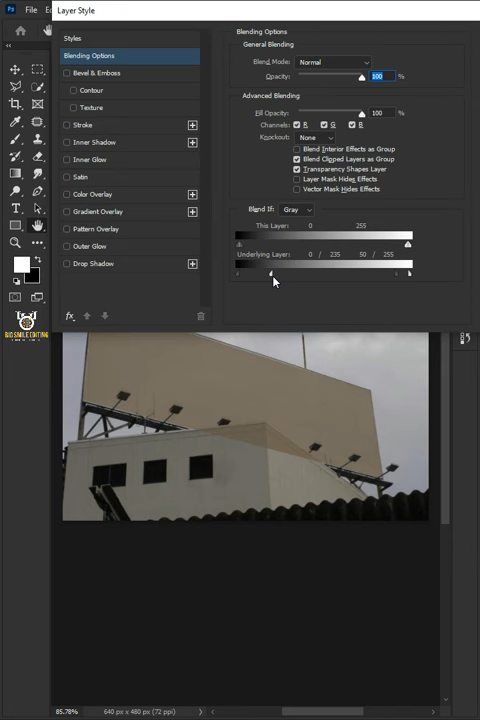 Ps File E
Layer Style
Styles
Blending Options
Bevel & Emboss
Contour
Texture
Stroke
Inner Shadow
Inner Glow
Satin
Color Overlay
Gradient Overlay
Pattern Overlay
Outer Glow
Drop Shadow
fx
Blending Options
General Blending
Blend Mode: Normal
Opacity: 100 %
Advanced Blending
Fill Opacity: 100 %
Channels: R G B
Knockout: None
Blend Interior Effects as Group
Blend Clipped Layers as Group
Transparency Shapes Layer
Layer Mask Hides Effects
Vector Mask Hides Effects
Blend If: Gray
This Layer: 0 255
Underlying Layer: 0 / 235 50 / 255
BIG SMILE EDITING
85.78% 640 px x 480 px (72 ppi)